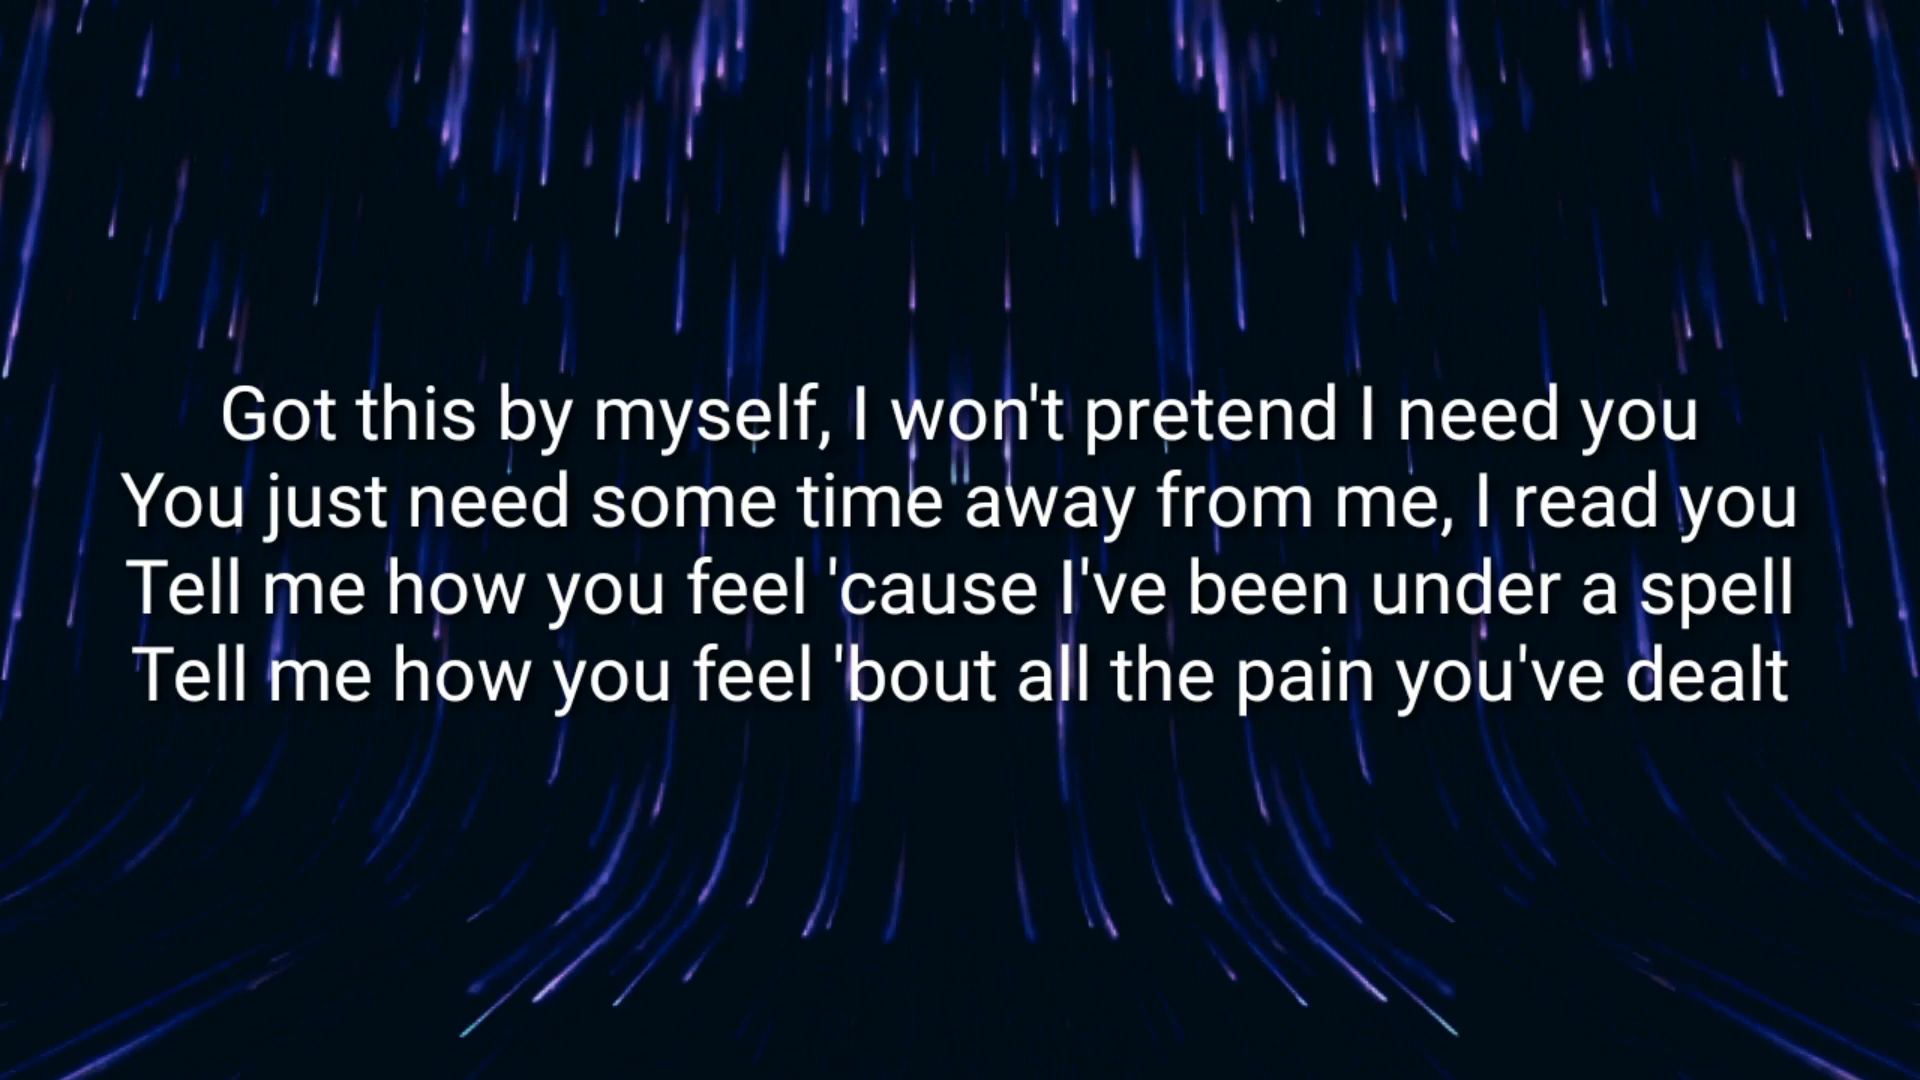 Got this by myself, I won't pretend I need you
You just need some time away from me, I read you
Tell me how you feel 'cause I've been under a spell
Tell me how you feel 'bout all the pain you've dealt